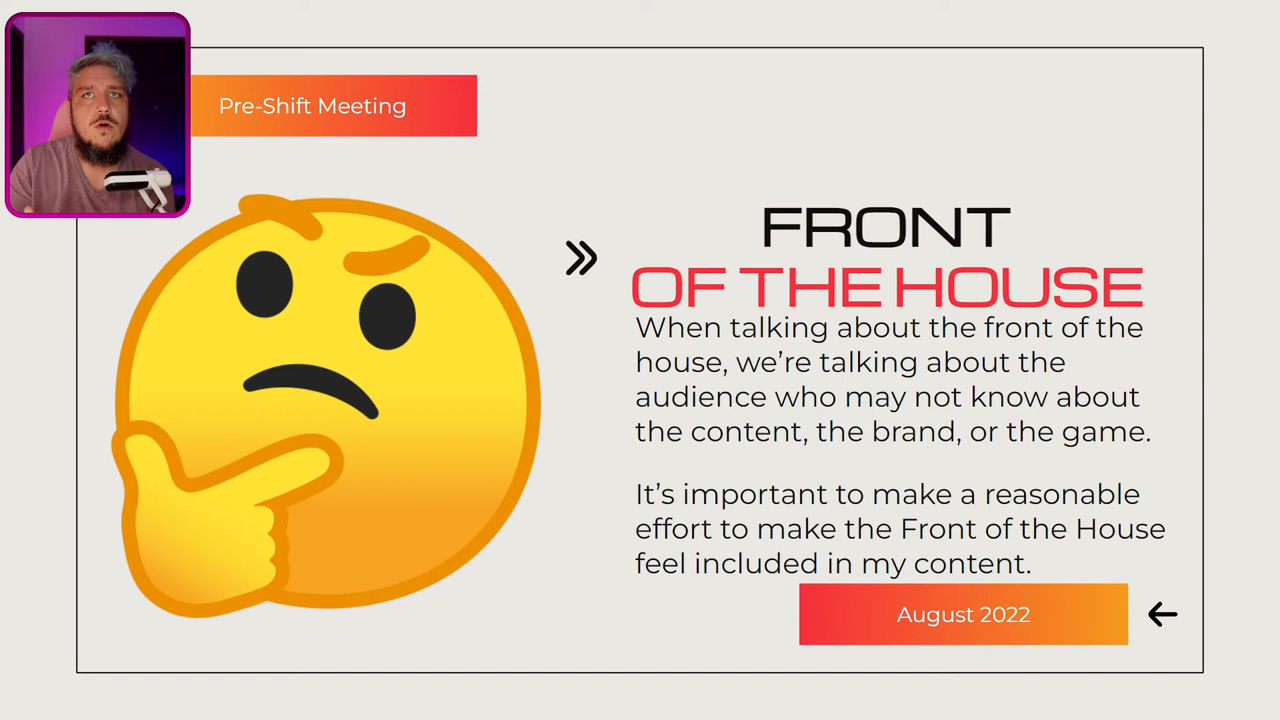 Pre-Shift Meeting
FRONT
OF THE HOUSE
When talking about the front of the
house, we’re talking about the
audience who may not know about
the content, the brand, or the game.
It’s important to make a reasonable
effort to make the Front of the House
feel included in my content.
August 2022